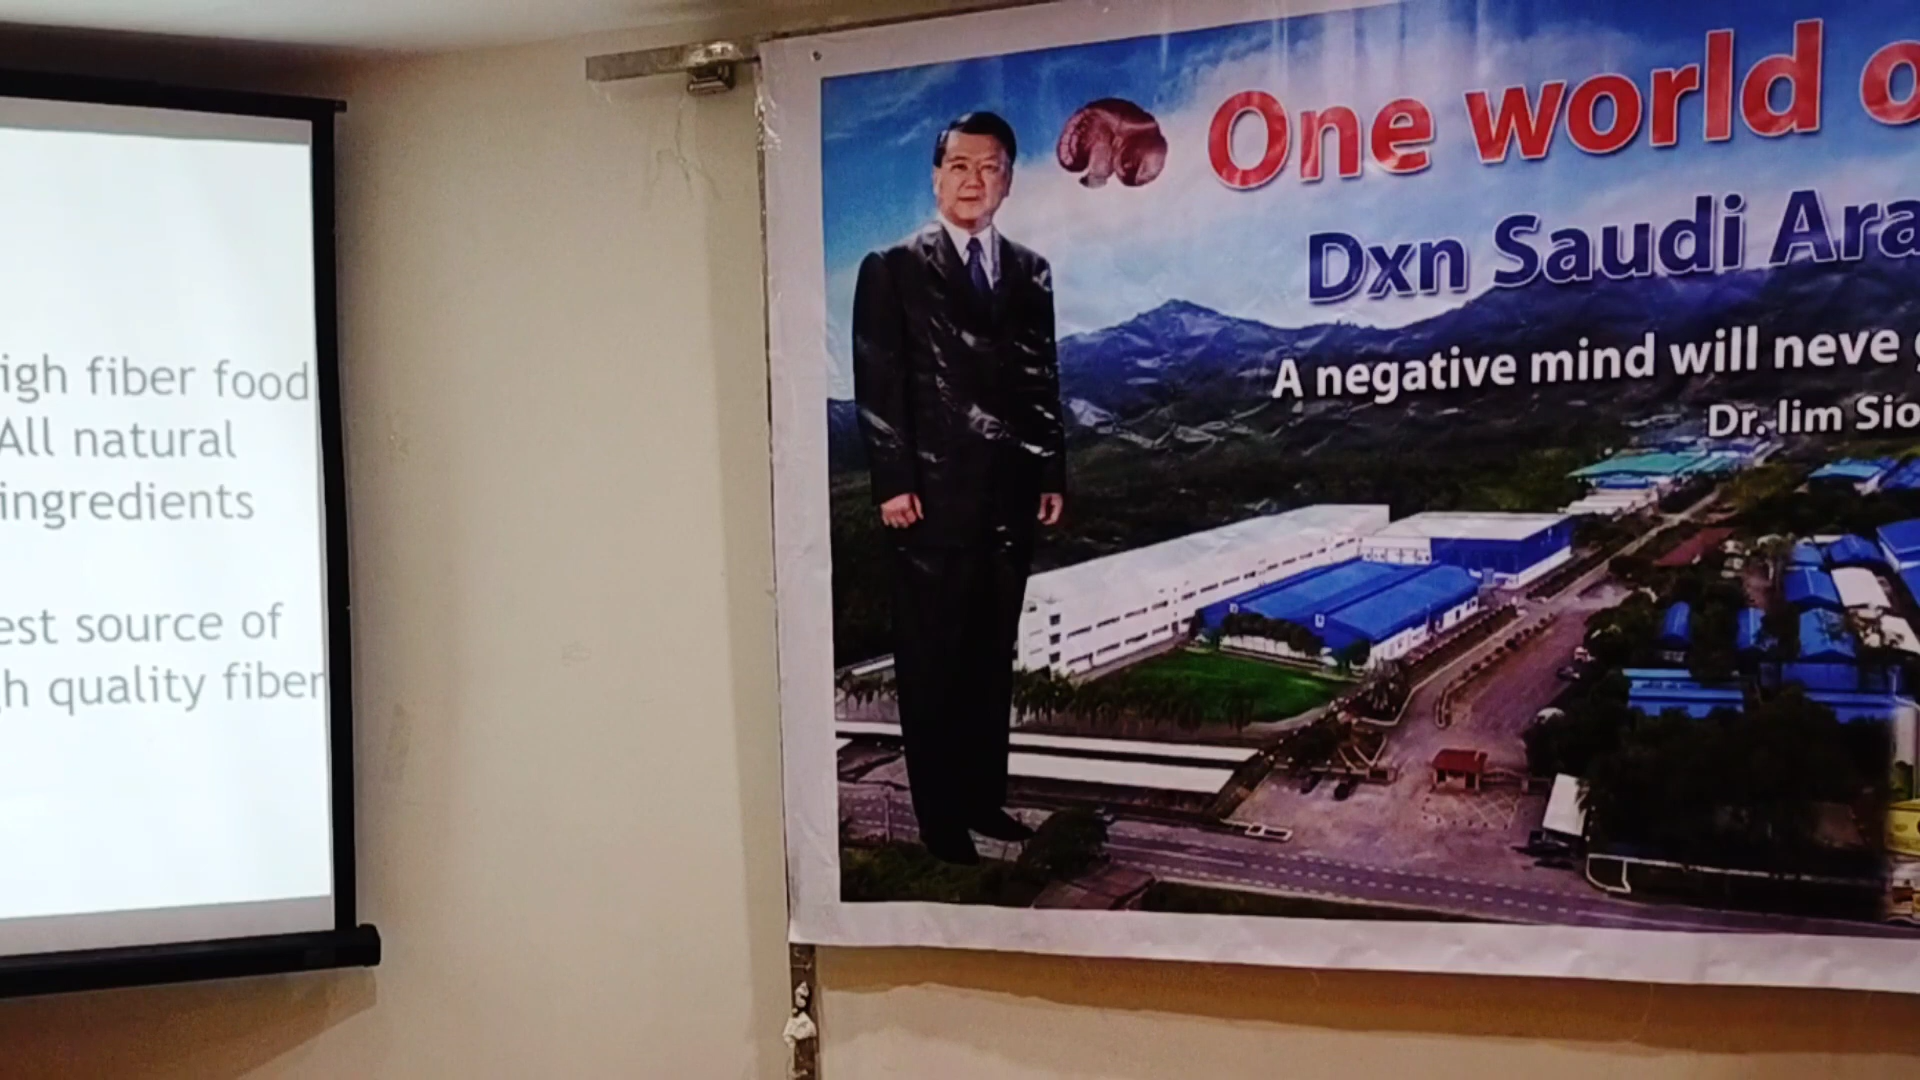 igh fiber food
All natural
ingredients
est source of
h quality fiber
One world o
Dxn Saudi Ara
A negative mind will neve
Dr. lim Sio